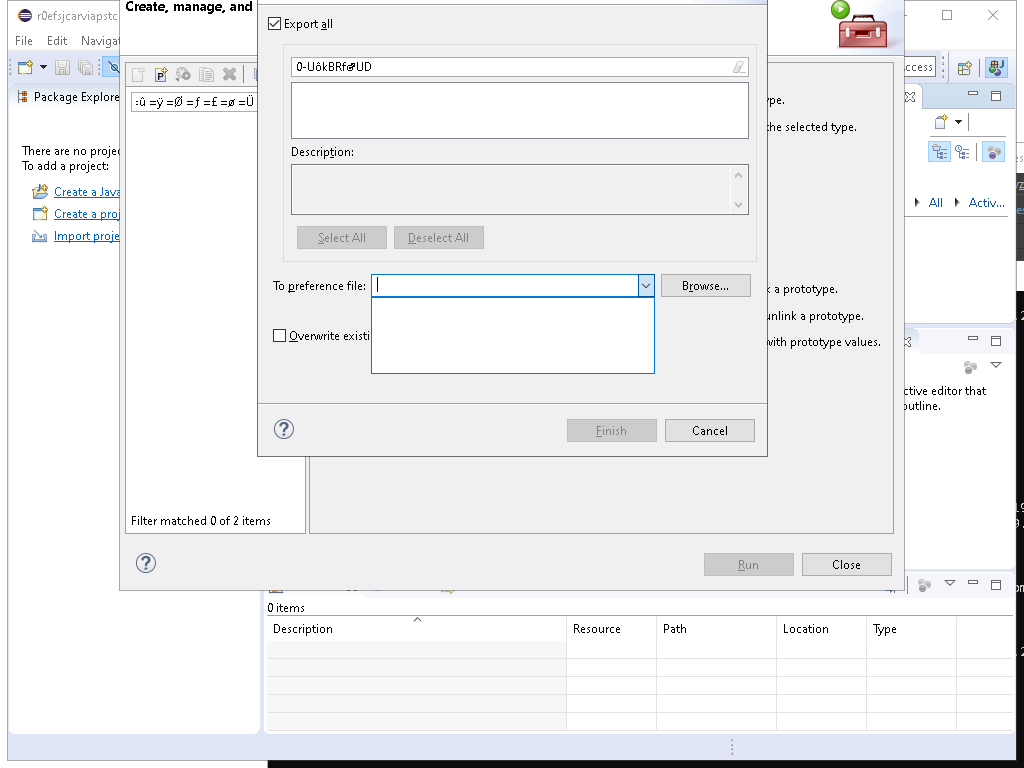 r0efsjcarviapstc
Create, manage, and
File Edit Navigat
Export all
0-UôkBRf
UD
ccess
Package Explore
:û =ÿ =Ø =ƒ =£ =ø =Ü
ype.
the selected type.
There are no projec
To add a project:
Description:
Create a Java
Create a proj
Import proje
All Activ...
Select All Deselect All
To preference file: Browse...
k a prototype.
unlink a prototype.
Overwrite existi
with prototype values.
ctive editor that
outline.
Finish Cancel
Filter matched 0 of 2 items
Run Close
0 items
Description Resource Path Location Type